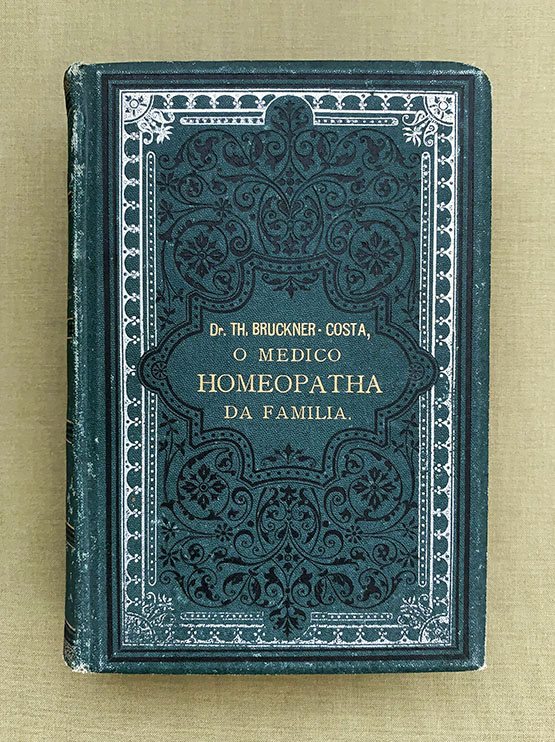 Dr. TH. BRUCKNER - COSTA,
O MEDICO
HOMEOPATHA
DA FAMILIA.